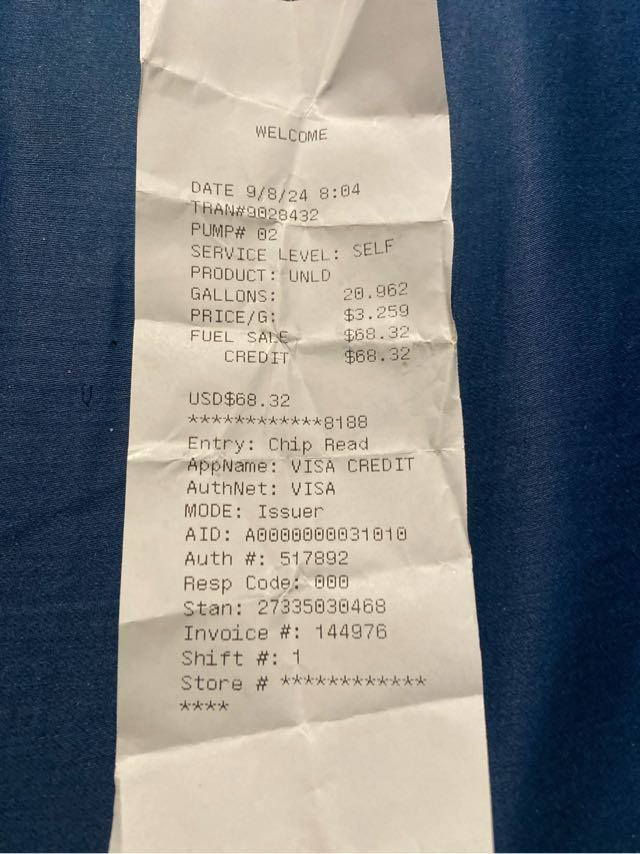 WELCOME
DATE 9/8/24 8:04
TRAN#9028432
PUMP# 02
SERVICE LEVEL: SELF
PRODUCT: UNLD
GALLONS: 20.962
PRICE/G: $3.259
FUEL SALE $68.32
CREDIT $68.32
USD$68.32
************8188
Entry: Chip Read
AppName: VISA CREDIT
AuthNet: VISA
MODE: Issuer
AID: A0000000031010
Auth #: 517892
Resp Code: 000
Stan: 27335030468
Invoice #: 144976
Shift #: 1
Store # ************
****